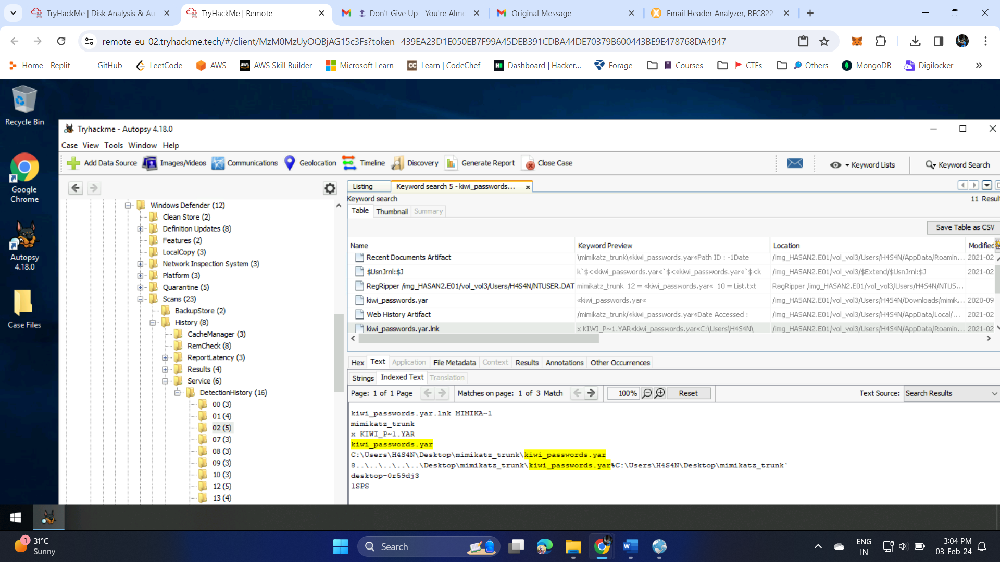 TryHackMe | Disk Analysis & Au
TryHackMe | Remote
TOP
Don't Give Up - You're Almo
Original Message
Email Header Analyzer, RFC822
remote-eu-02.tryhackme.tech/#/client/MzM0MzUyOQBjAG15c3Fs?token=439EA23D1E050EB7F99A45DEB391CDBA44DE70379B600443BE9E478768DA4947
Home - Replit
GitHub
LeetCode
AWS
AWS Skill Builder
Microsoft Learn
CC
Learn | CodeChef
Dashboard | Hacker...
Forage
Courses
CTFs
Others
MongoDB
Digilocker
Recycle Bin
Google
Chrome
Autopsy
4.18.0
Case Files
Tryhackme - Autopsy 4.18.0
Case View Tools Window Help
Add Data Source
Images/Videos
Communications
Geolocation
Timeline
Discovery
Generate Report
Close Case
Keyword Lists
Keyword Search
Windows Defender (12)
Clean Store (2)
Definition Updates (8)
Features (2)
LocalCopy (3)
Network Inspection System (3)
Platform (3)
Quarantine (5)
Scans (23)
BackupStore (2)
History (8)
CacheManager (3)
RemCheck (8)
ReportLatency (3)
Results (4)
Service (6)
DetectionHistory (16)
00 (3)
01 (4)
02 (5)
07 (3)
08 (3)
09 (3)
10 (3)
12 (5)
13 (4)
Listing
Keyword search 5 - kiwi_passwords...
Keyword search
11 Result
Table Thumbnail Summary
Save Table as CSV
Name Keyword Preview Location Modified
Recent Documents Artifact \mimikatz_trunk\«kiwi_passwords.yar«Path ID : -1Date /img_HASAN2.E01/vol_vol3/Users/H4S4N/AppData/Roamin... 2021-02
$UsnJrnl:$J k`$<«kiwi_passwords.yar«`$<«kiwi_passwords.yar«`$<k /img_HASAN2.E01/vol_vol3/$Extend/$UsnJrnl:$J 2021-02
RegRipper /img_HASAN2.E01/vol_vol3/Users/H4S4N/NTUSER.DAT mimikatz_trunk 12 = «kiwi_passwords.yar« 10 = List.txt RegRipper /img_HASAN2.E01/vol_vol3/Users/H4S4N/NTUS...
kiwi_passwords.yar «kiwi_passwords.yar« /img_HASAN2.E01/vol_vol3/Users/H4S4N/Downloads/mimik... 2020-09
Web History Artifact /mimikatz_trunk/«kiwi_passwords.yar«Date Accessed : /img_HASAN2.E01/vol_vol3/Users/H4S4N/AppData/Local/... 2021-02
kiwi_passwords.yar.lnk x KIWI_P~1.YAR«kiwi_passwords.yar«C:\Users\H4S4N\ /img_HASAN2.E01/vol_vol3/Users/H4S4N/AppData/Roamin... 2021-02
Hex Text Application File Metadata Context Results Annotations Other Occurrences
Strings Indexed Text Translation
Page: 1 of 1 Page
Matches on page: 1 of 3 Match
100%
Reset
Text Source: Search Results
kiwi_passwords.yar.lnk MIMIKA~1
mimikatz_trunk
x KIWI_P~1.YAR
kiwi_passwords.yar
C:\Users\H4S4N\Desktop\mimikatz_trunk\kiwi_passwords.yar
8..\..\..\..\..\Desktop\mimikatz_trunk\kiwi_passwords.yar%C:\Users\H4S4N\Desktop\mimikatz_trunk`
desktop-0r59dj3
1SPS
1
31°C
Sunny
Search
ENG
IN
3:04 PM
03-Feb-24